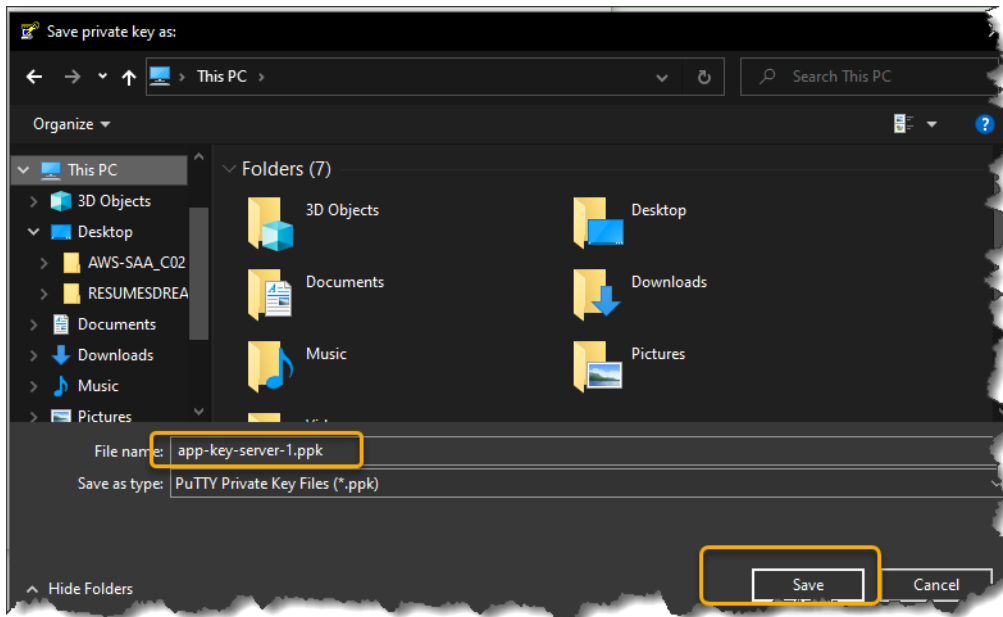 Save private key as:
This PC
Search This PC
Organize
?
This PC
3D Objects
Desktop
AWS-SAA_C02
RESUMESDREA
Documents
Downloads
Music
Pictures
Folders (7)
3D Objects
Desktop
Documents
Downloads
Music
Pictures
File name:
app-key-server-1.ppk
Save as type:
PuTTY Private Key Files (*.ppk)
Hide Folders
Save
Cancel